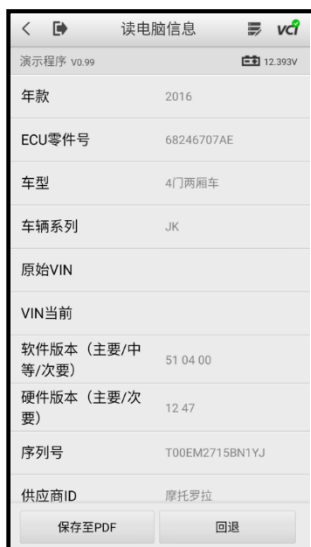 读电脑信息
vci
演示程序 V0.99
12.393V
年款 2016
ECU零件号 68246707AE
车型 4门两厢车
车辆系列 JK
原始VIN
VIN当前
软件版本（主要/中
等/次要） 51 04 00
硬件版本（主要/次
要） 12 47
序列号 T00EM2715BN1YJ
供应商ID 摩托罗拉
保存至PDF 回退